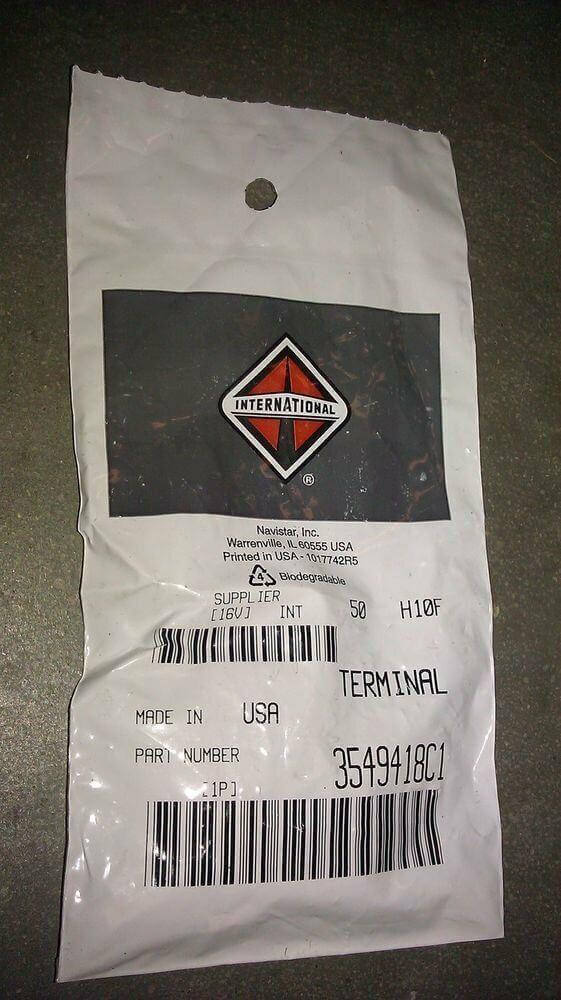 INTERNATIONAL
®
Navistar, Inc.
Warrenville, IL 60555 USA
Printed in USA - 1017742R5
4 Biodegradable
SUPPLIER
[16V] INT 50 H10F
TERMINAL
MADE IN USA
PART NUMBER 3549418C1
[1P]